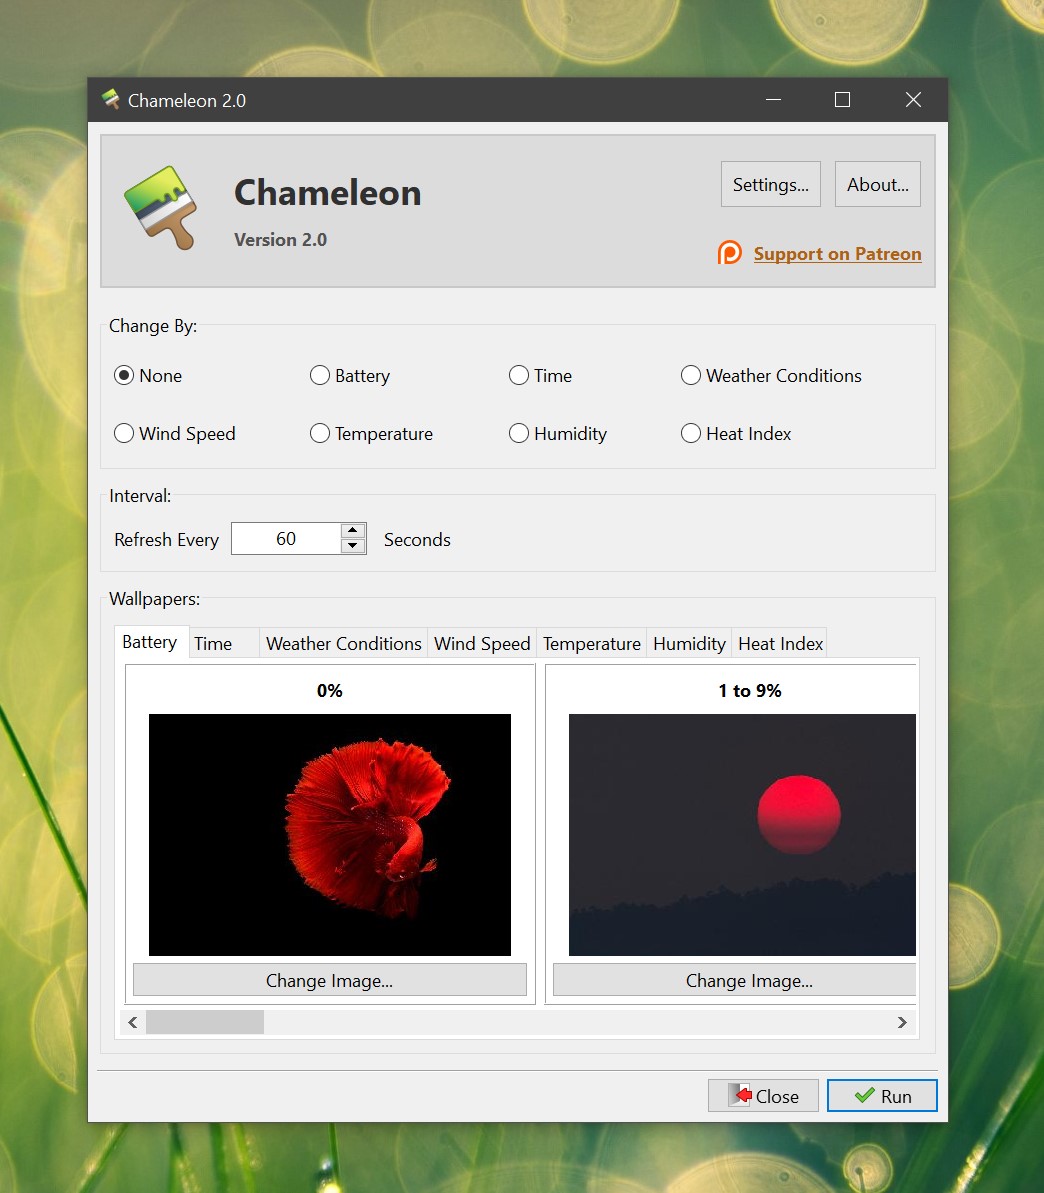 Chameleon 2.0
Chameleon
Version 2.0
Settings...
About...
Support on Patreon
Change By:
None
Battery
Time
Weather Conditions
Wind Speed
Temperature
Humidity
Heat Index
Interval:
Refresh Every 60 Seconds
Wallpapers:
Battery Time Weather Conditions Wind Speed Temperature Humidity Heat Index
0%
1 to 9%
Change Image...
Change Image...
Close
Run